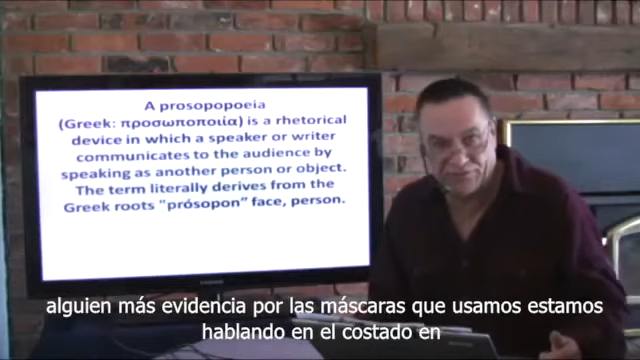 A prosopopoeia
(Greek: προσωποποιία) is a rhetorical
device in which a speaker or writer
communicates to the audience by
speaking as another person or object.
The term literally derives from the
Greek roots "prósopon" face, person.
alguien más evidencia por las máscaras que usamos estamos
hablando en el costado en